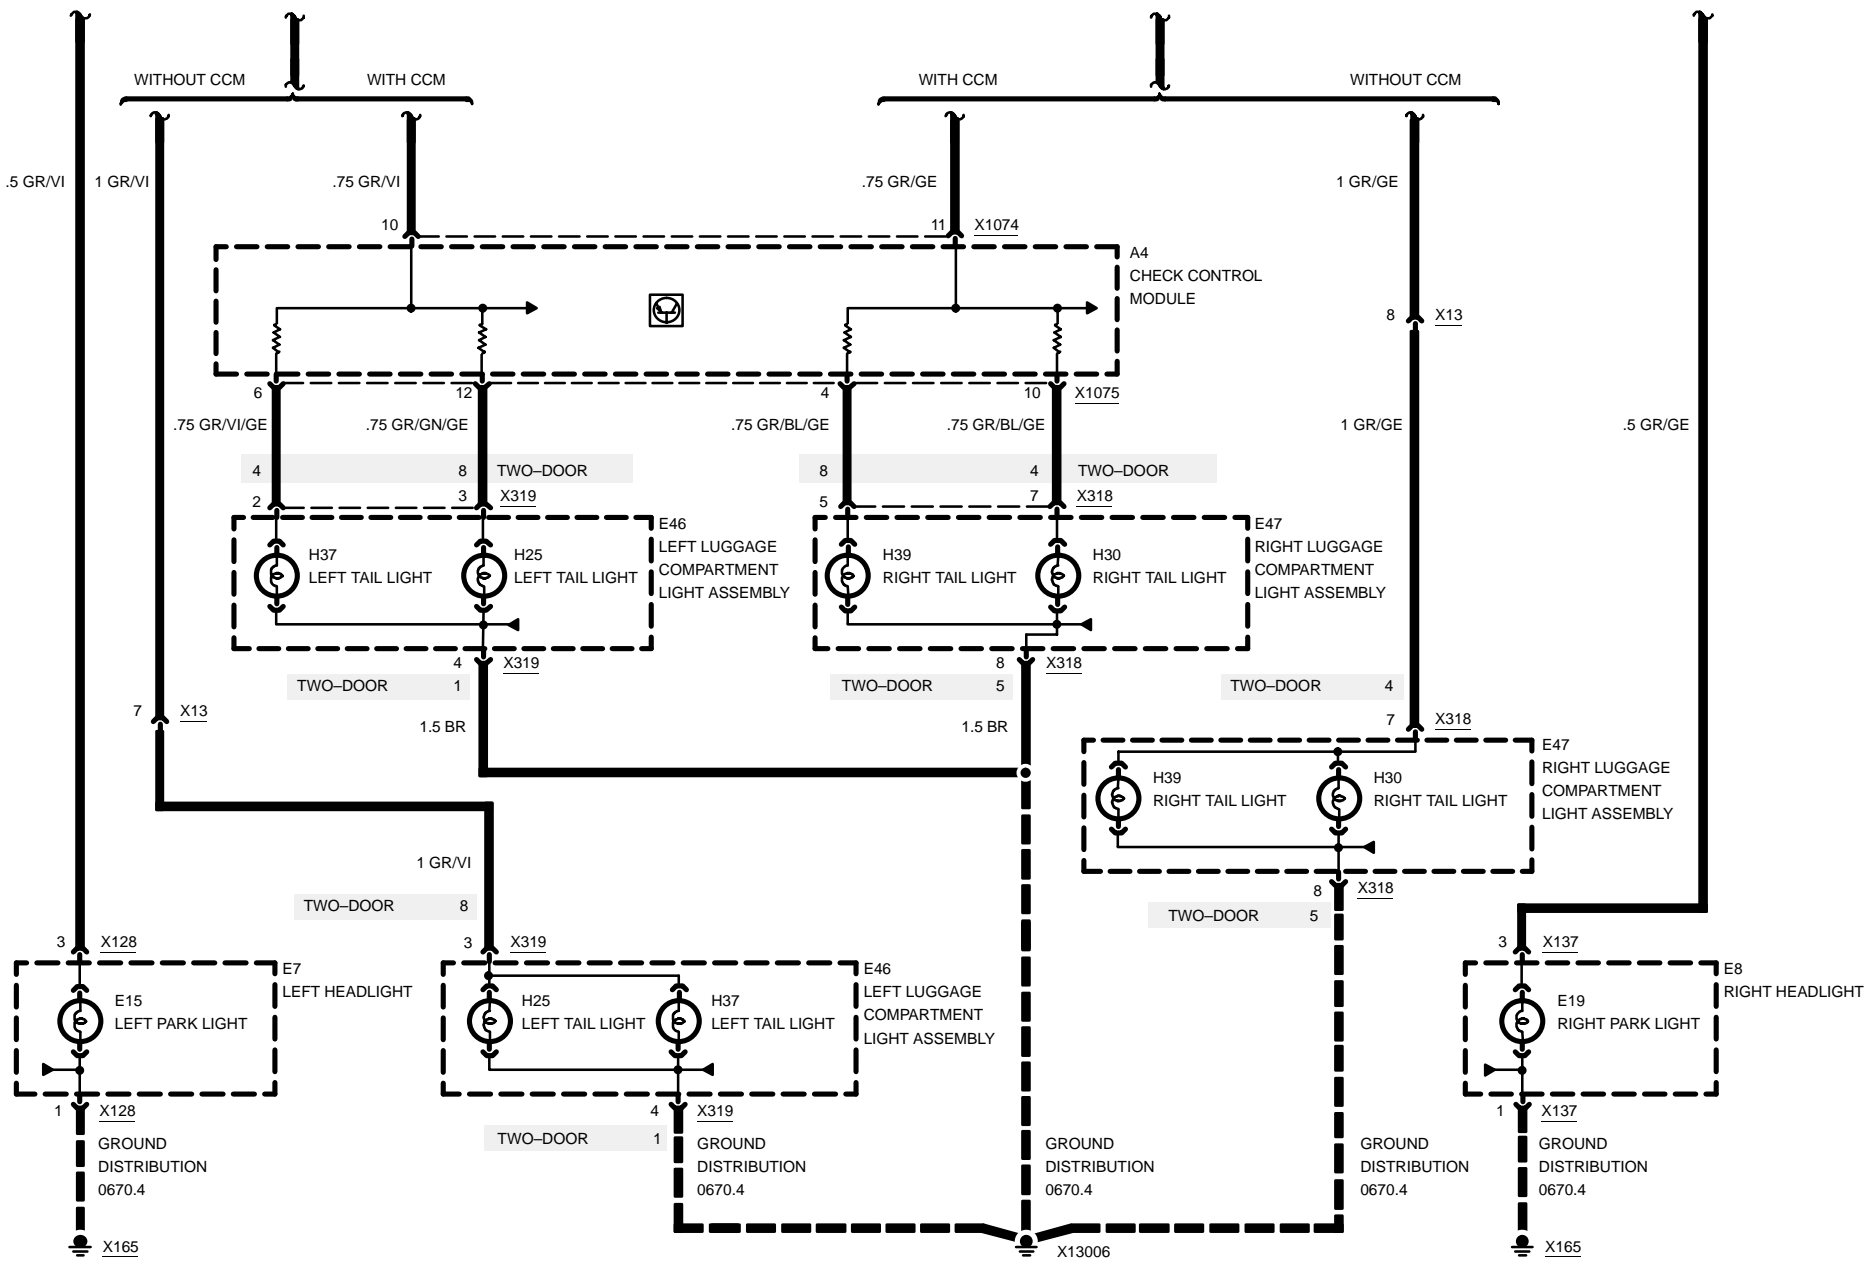 WITHOUT CCM
WITH CCM
WITH CCM
WITHOUT CCM
.5 GR/VI
1 GR/VI
.75 GR/VI
.75 GR/GE
1 GR/GE
10
11
X1074
A4
CHECK CONTROL
MODULE
8
X13
6
12
4
10
X1075
.75 GR/VI/GE
.75 GR/GN/GE
.75 GR/BL/GE
.75 GR/BL/GE
1 GR/GE
.5 GR/GE
4
8
TWO–DOOR
8
4
TWO–DOOR
2
3
X319
5
7
X318
E46
LEFT LUGGAGE
COMPARTMENT
LIGHT ASSEMBLY
H37
LEFT TAIL LIGHT
H25
LEFT TAIL LIGHT
H39
RIGHT TAIL LIGHT
H30
RIGHT TAIL LIGHT
E47
RIGHT LUGGAGE
COMPARTMENT
LIGHT ASSEMBLY
4
X319
8
X318
TWO–DOOR
1
TWO–DOOR
5
TWO–DOOR
4
7
X13
1.5 BR
1.5 BR
7
X318
H39
RIGHT TAIL LIGHT
H30
RIGHT TAIL LIGHT
E47
RIGHT LUGGAGE
COMPARTMENT
LIGHT ASSEMBLY
1 GR/VI
TWO–DOOR
8
8
X318
TWO–DOOR
5
3
X128
3
X319
3
X137
E7
LEFT HEADLIGHT
E15
LEFT PARK LIGHT
H25
LEFT TAIL LIGHT
H37
LEFT TAIL LIGHT
E46
LEFT LUGGAGE
COMPARTMENT
LIGHT ASSEMBLY
E19
RIGHT PARK LIGHT
E8
RIGHT HEADLIGHT
1
X128
4
X319
1
X137
TWO–DOOR
1
GROUND
DISTRIBUTION
0670.4
GROUND
DISTRIBUTION
0670.4
GROUND
DISTRIBUTION
0670.4
GROUND
DISTRIBUTION
0670.4
GROUND
DISTRIBUTION
0670.4
X165
X13006
X165